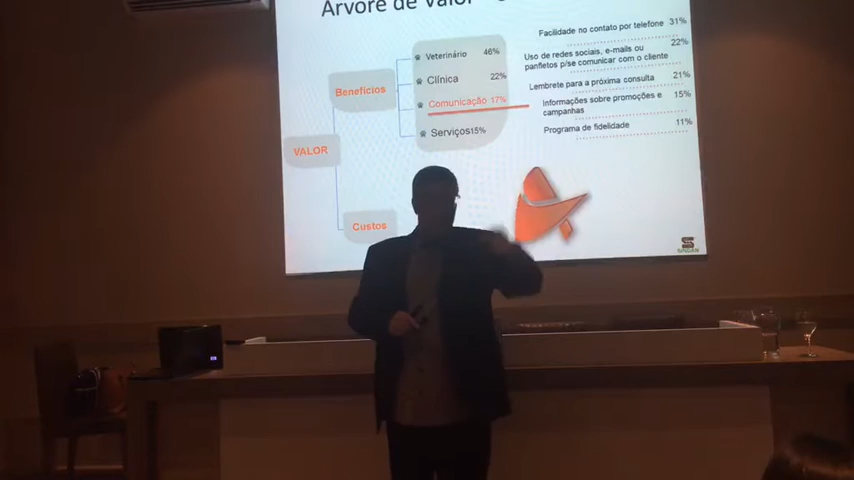 Árvore de Valor
Facilidade no contato por telefone 31%
Uso de redes sociais, e-mails ou 22%
panfletos p/se comunicar com o cliente
Lembrete para a próxima consulta 21%
Informações sobre promoções e 15%
campanhas
Programa de fidelidade 11%
Veterinário 46%
Clínica 22%
Comunicação 17%
Serviços15%
Benefícios
VALOR
Custos
SINDAN